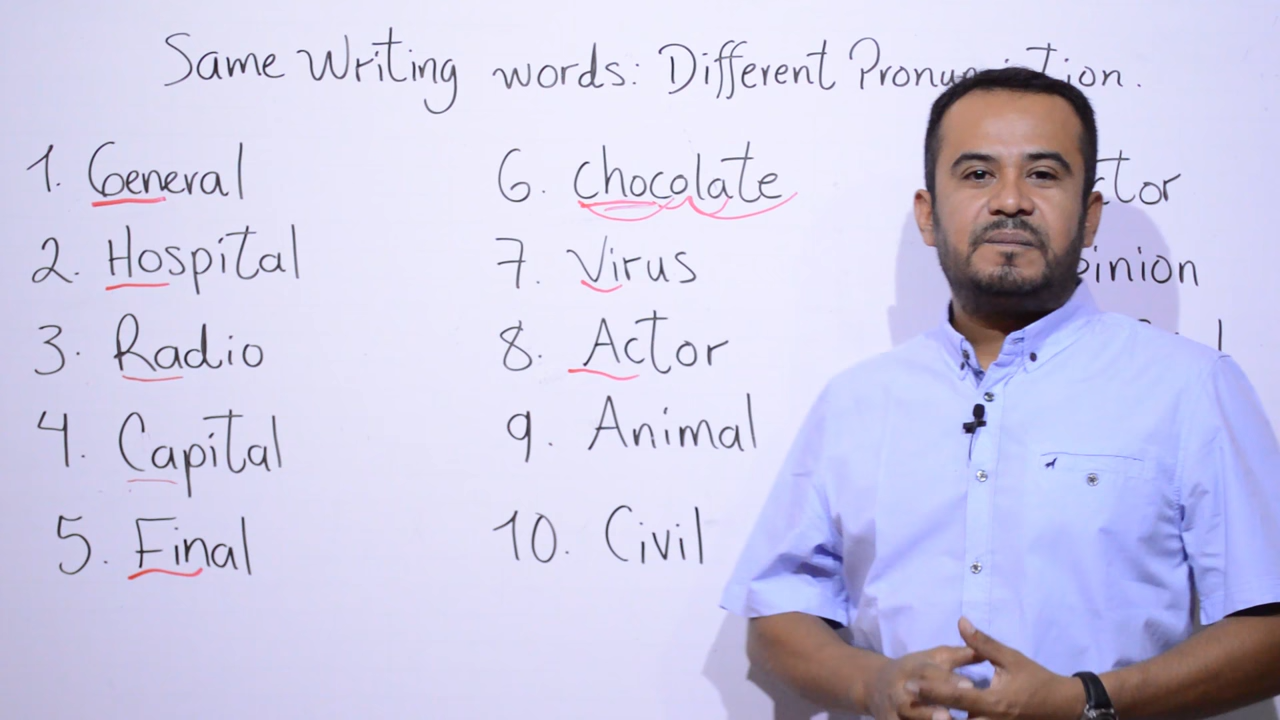 Same Writing words: Different
1. General
2. Hospital
3. Radio
4. Capital
5. Final
6. Chocolate
7. Virus
8. Actor
9. Animal
10. Civil